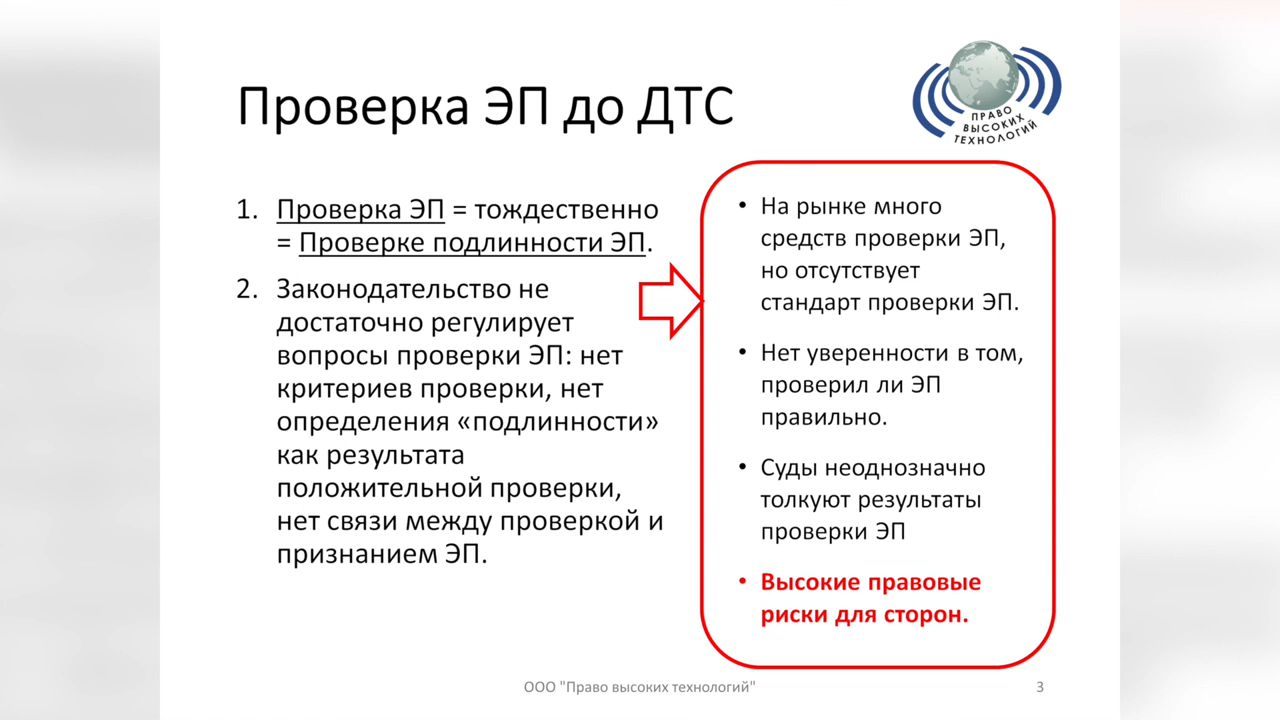 Проверка ЭП до ДТС
ПРАВО
ВЫСОКИХ
ТЕХНОЛОГИЙ
1. Проверка ЭП = тождественно
= Проверке подлинности ЭП.
2. Законодательство не
достаточно регулирует
вопросы проверки ЭП: нет
критериев проверки, нет
определения «подлинности»
как результата
положительной проверки,
нет связи между проверкой и
признанием ЭП.
• На рынке много
средств проверки ЭП,
но отсутствует
стандарт проверки ЭП.
• Нет уверенности в том,
проверил ли ЭП
правильно.
• Суды неоднозначно
толкуют результаты
проверки ЭП
• Высокие правовые
риски для сторон.
ООО "Право высоких технологий"
3